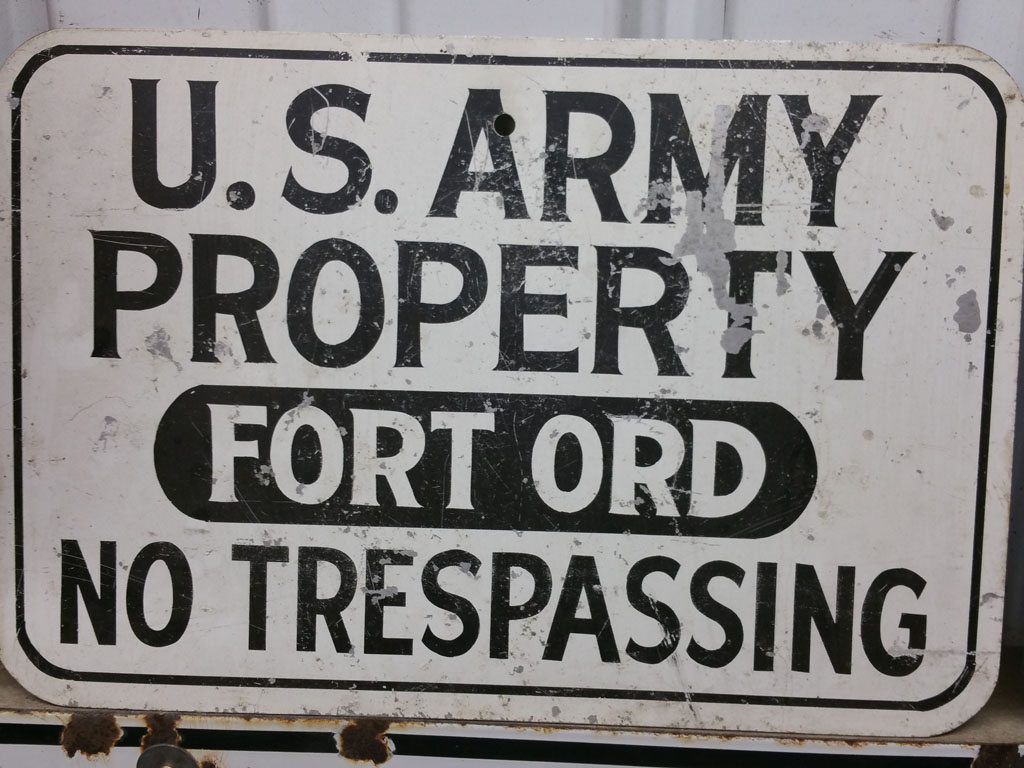 U.S. ARMY
PROPERTY
FORT ORD
NO TRESPASSING